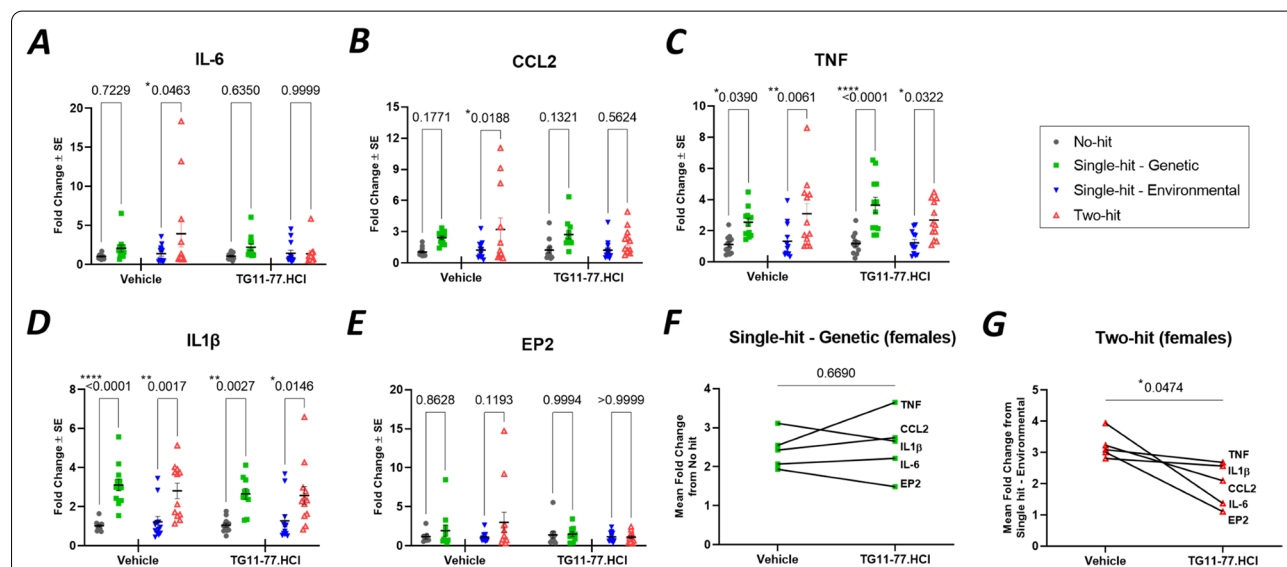 A
IL-6
0.7229
*0.0463
0.6350
0.9999
Fold Change ± SE
20
15
10
5
0
Vehicle
TG11-77.HCl
B
CCL2
0.1771
*0.0188
0.1321
0.5624
Fold Change ± SE
15
12
9
6
3
0
Vehicle
TG11-77.HCl
C
TNF
*0.0390
**0.0061
****<0.0001
*0.0322
Fold Change ± SE
10
8
6
4
2
0
Vehicle
TG11-77.HCl
No-hit
Single-hit - Genetic
Single-hit - Environmental
Two-hit
D
IL1β
****<0.0001
**0.0017
**0.0027
*0.0146
Fold Change ± SE
8
6
4
2
0
Vehicle
TG11-77.HCl
E
EP2
0.8628
0.1193
0.9994
>0.9999
Fold Change ± SE
20
15
10
5
0
Vehicle
TG11-77.HCl
F
Single-hit - Genetic (females)
0.6690
Mean Fold Change
from No hit
4
3
2
1
0
TNF
CCL2
IL1β
IL-6
EP2
Vehicle
TG11-77.HCl
G
Two-hit (females)
*0.0474
Mean Fold Change from
Single hit - Environmental
5
4
3
2
1
0
TNF
IL1β
CCL2
IL-6
EP2
Vehicle
TG11-77.HCl